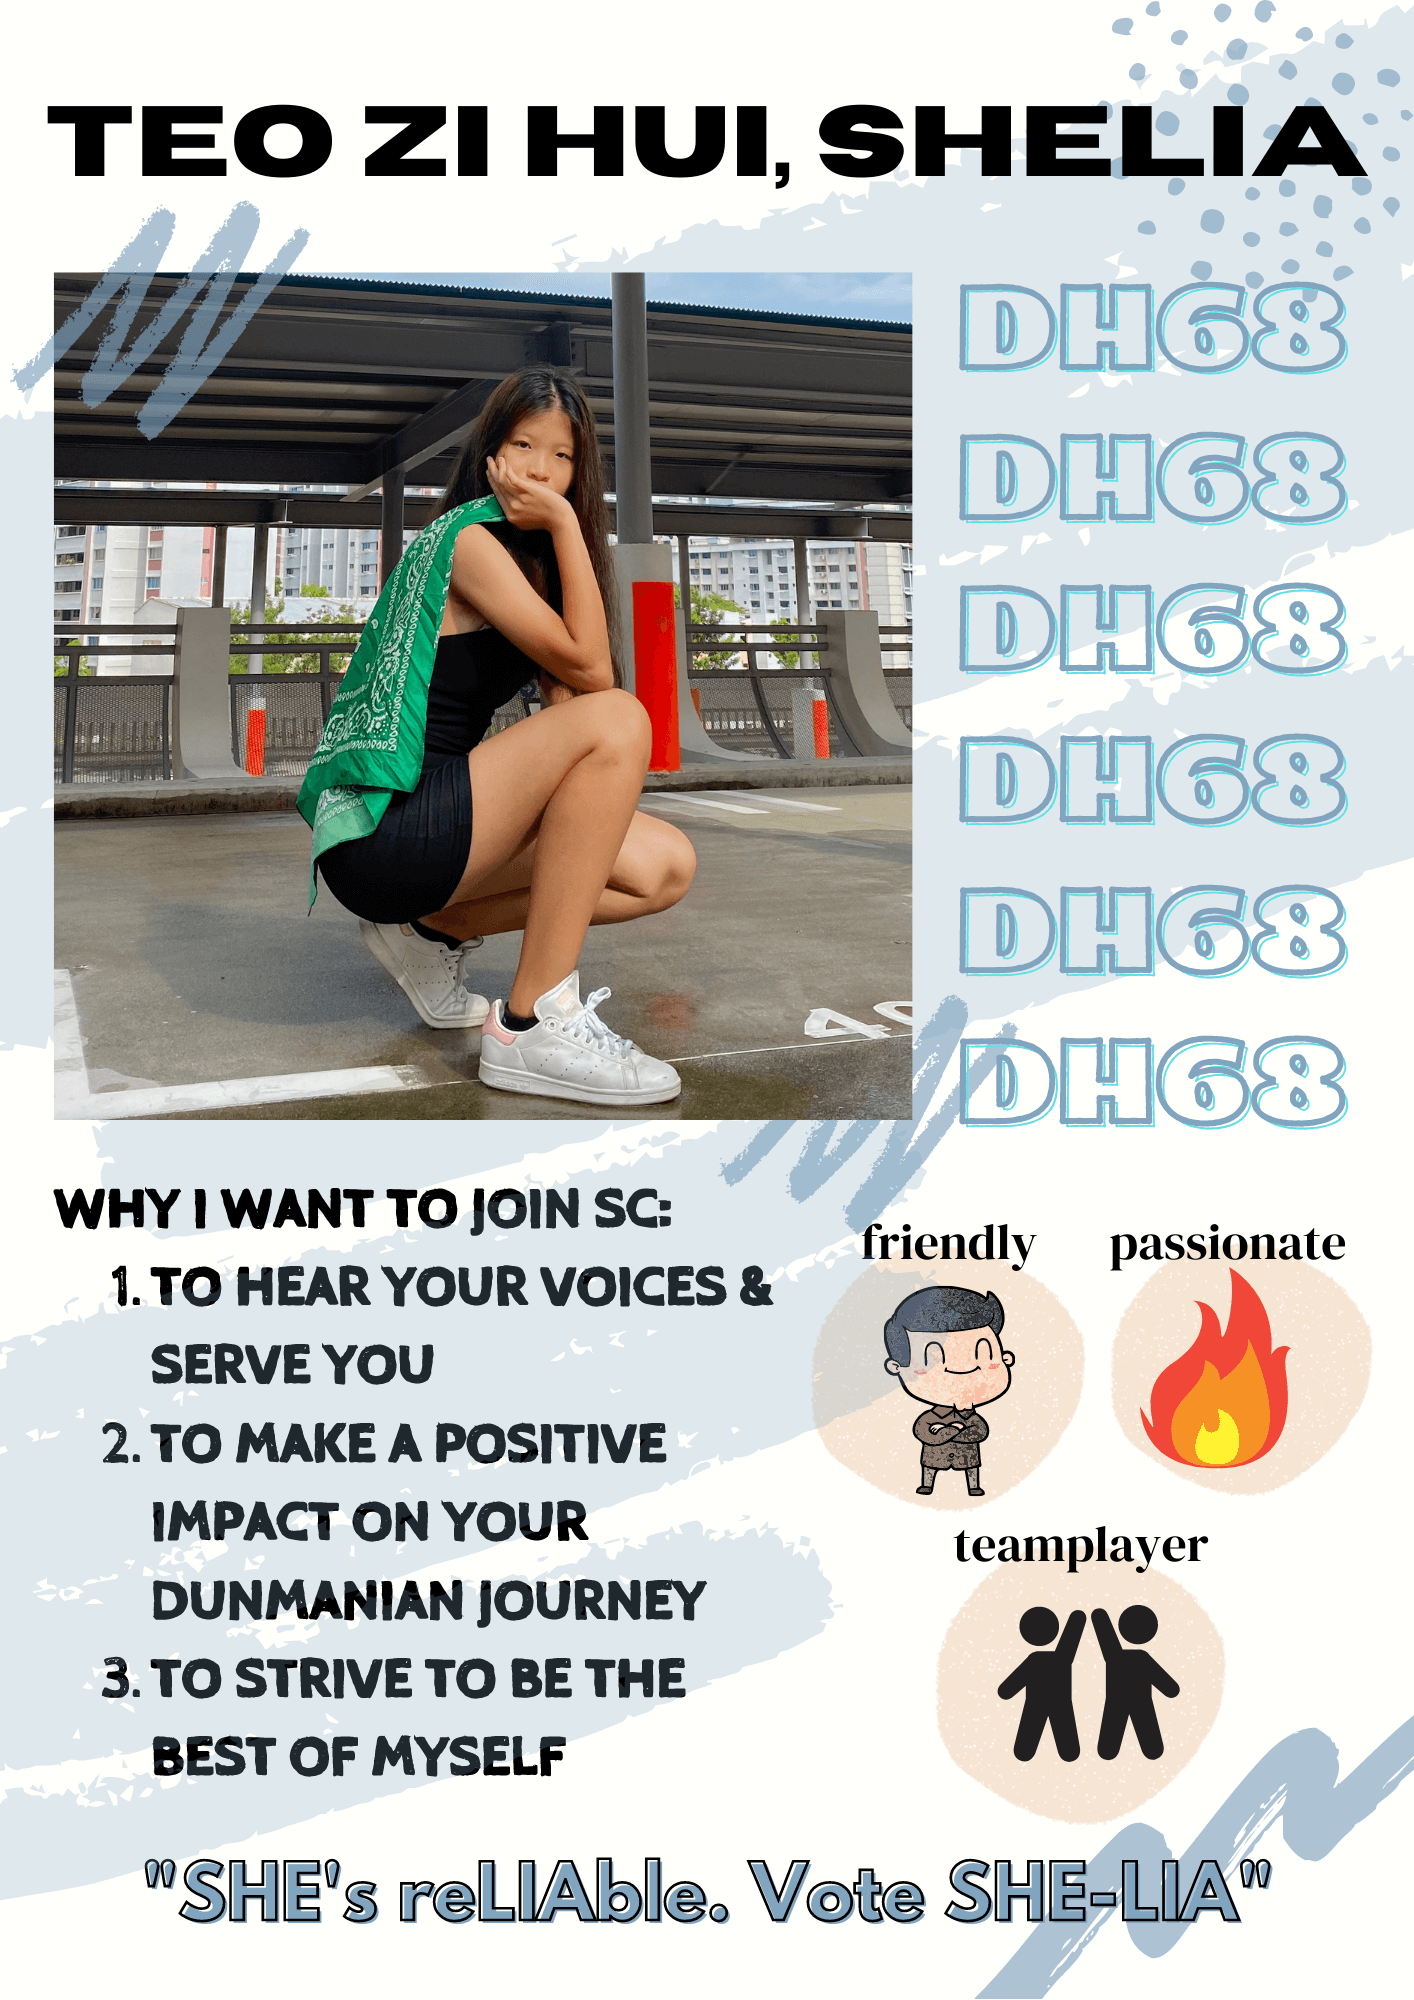 TEO ZI HUI, SHELIA
DH68
DH68
DH68
DH68
DH68
DH68
WHY I WANT TO JOIN SC:
1. TO HEAR YOUR VOICES &
SERVE YOU
2. TO MAKE A POSITIVE
IMPACT ON YOUR
DUNMANIAN JOURNEY
3. TO STRIVE TO BE THE
BEST OF MYSELF
friendly
passionate
teamplayer
"SHE's reLIAble. Vote SHE-LIA"